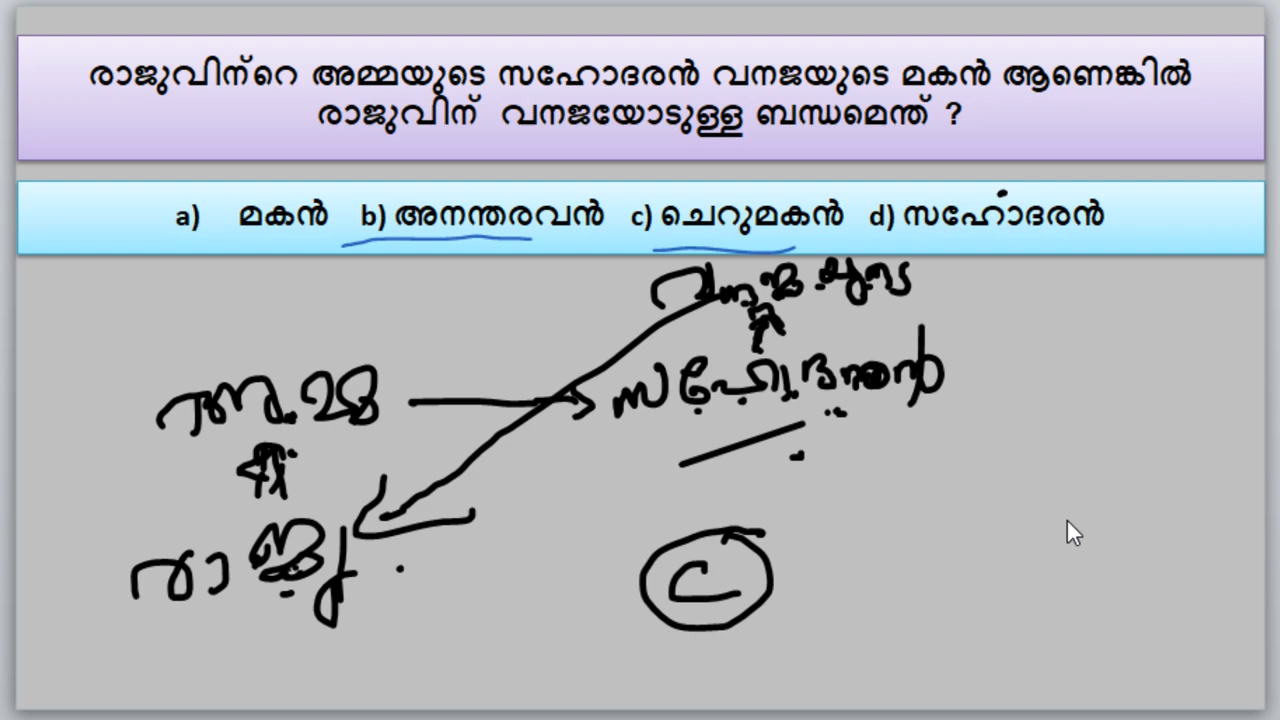 രാജുവിന്റെ അമ്മയുടെ സഹോദരൻ വനജയുടെ മകൻ ആണെങ്കിൽ
രാജുവിന് വനജയോടുള്ള ബന്ധമെന്ത് ?
a) മകൻ b) അനന്തരവൻ c) ചെറുമകൻ d) സഹോദരൻ
വനജയുടെ
അമ്മ സഹോദരൻ
രാജു
C